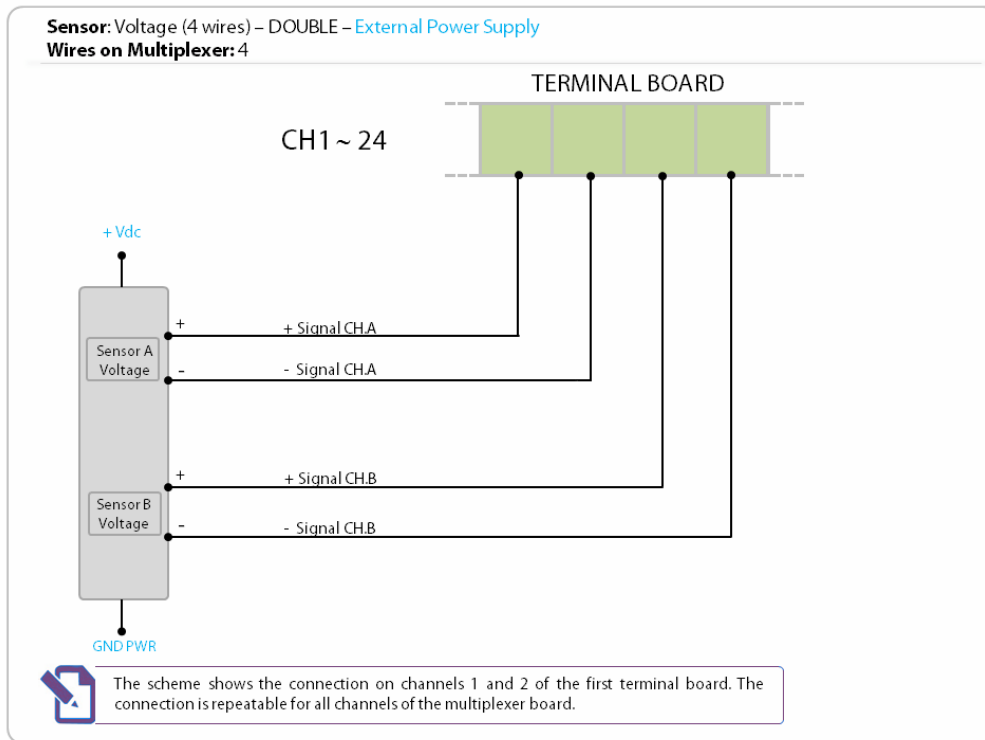 Sensor: Voltage (4 wires) – DOUBLE – External Power Supply
Wires on Multiplexer: 4
TERMINAL BOARD
CH1 ~ 24
+ Vdc
+
+ Signal CH.A
Sensor A
Voltage
-
- Signal CH.A
+
+ Signal CH.B
Sensor B
Voltage
-
- Signal CH.B
GND PWR
The scheme shows the connection on channels 1 and 2 of the first terminal board. The
connection is repeatable for all channels of the multiplexer board.